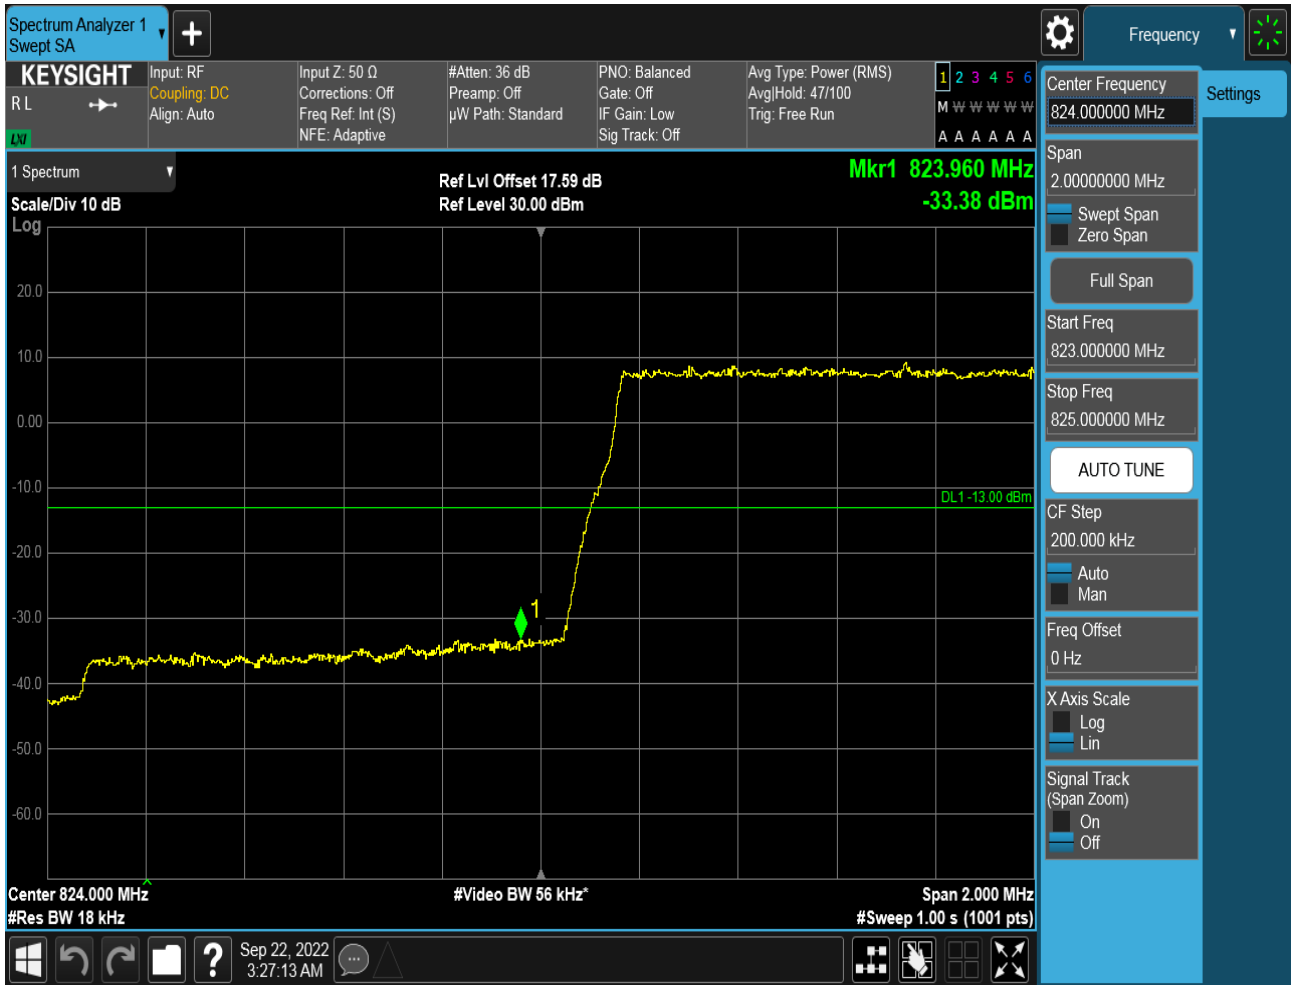 Spectrum Analyzer 1
Swept SA
Frequency
KEYSIGHT
R L
LXI
Input: RF
Coupling: DC
Align: Auto
Input Z: 50 Ω
Corrections: Off
Freq Ref: Int (S)
NFE: Adaptive
#Atten: 36 dB
Preamp: Off
µW Path: Standard
PNO: Balanced
Gate: Off
IF Gain: Low
Sig Track: Off
Avg Type: Power (RMS)
Avg|Hold: 47/100
Trig: Free Run
1 2 3 4 5 6
M W W W W W
A A A A A A
1 Spectrum
Scale/Div 10 dB
Log
Ref Lvl Offset 17.59 dB
Ref Level 30.00 dBm
Mkr1 823.960 MHz
-33.38 dBm
20.0
10.0
0.00
-10.0
DL1 -13.00 dBm
-20.0
1
-30.0
-40.0
-50.0
-60.0
Center 824.000 MHz
#Res BW 18 kHz
#Video BW 56 kHz*
Span 2.000 MHz
#Sweep 1.00 s (1001 pts)
Center Frequency
824.000000 MHz
Settings
Span
2.00000000 MHz
Swept Span
Zero Span
Full Span
Start Freq
823.000000 MHz
Stop Freq
825.000000 MHz
AUTO TUNE
CF Step
200.000 kHz
Auto
Man
Freq Offset
0 Hz
X Axis Scale
Log
Lin
Signal Track
(Span Zoom)
On
Off
?
Sep 22, 2022
3:27:13 AM